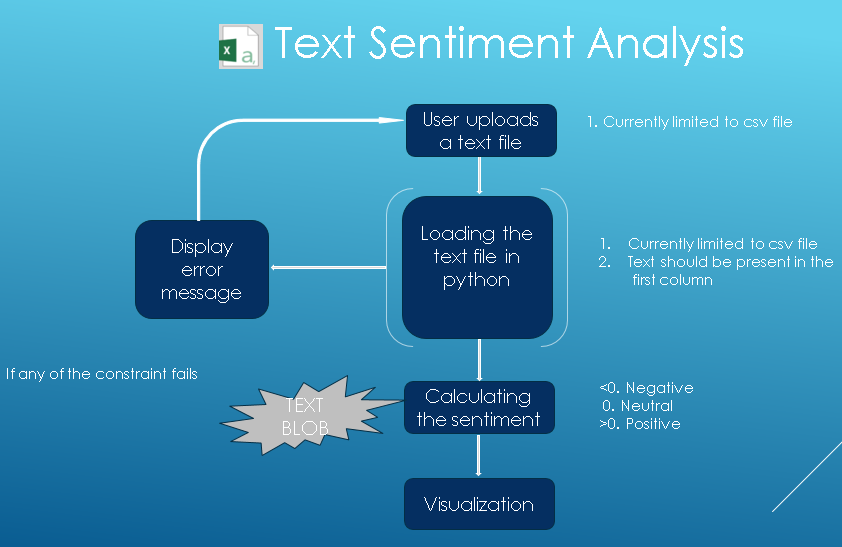 Text Sentiment Analysis
User uploads
a text file
1. Currently limited to csv file
Loading the
text file in
python
1. Currently limited to csv file
2. Text should be present in the
first column
Display
error
message
If any of the constraint fails
TEXT
BLOB
Calculating
the sentiment
<0. Negative
0. Neutral
>0. Positive
Visualization
X
a,